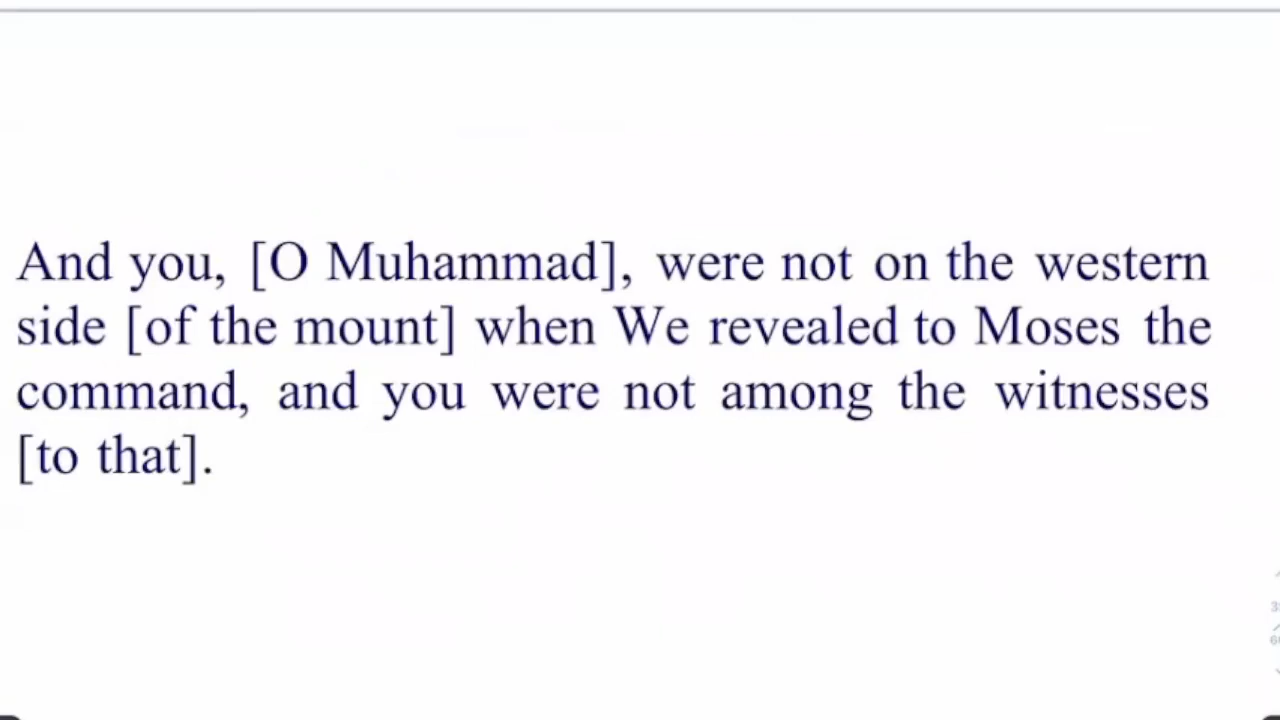 And you, [O Muhammad], were not on the western
side [of the mount] when We revealed to Moses the
command, and you were not among the witnesses
[to that].